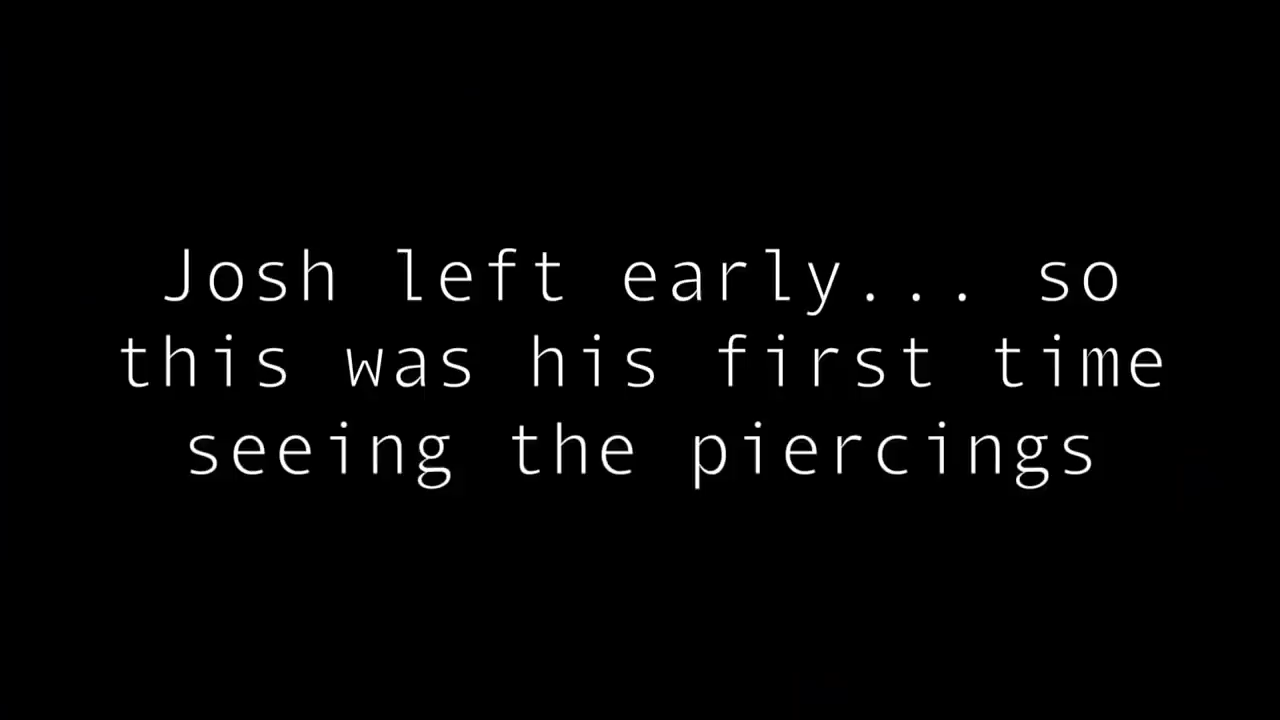 Josh left early... so
this was his first time
seeing the piercings